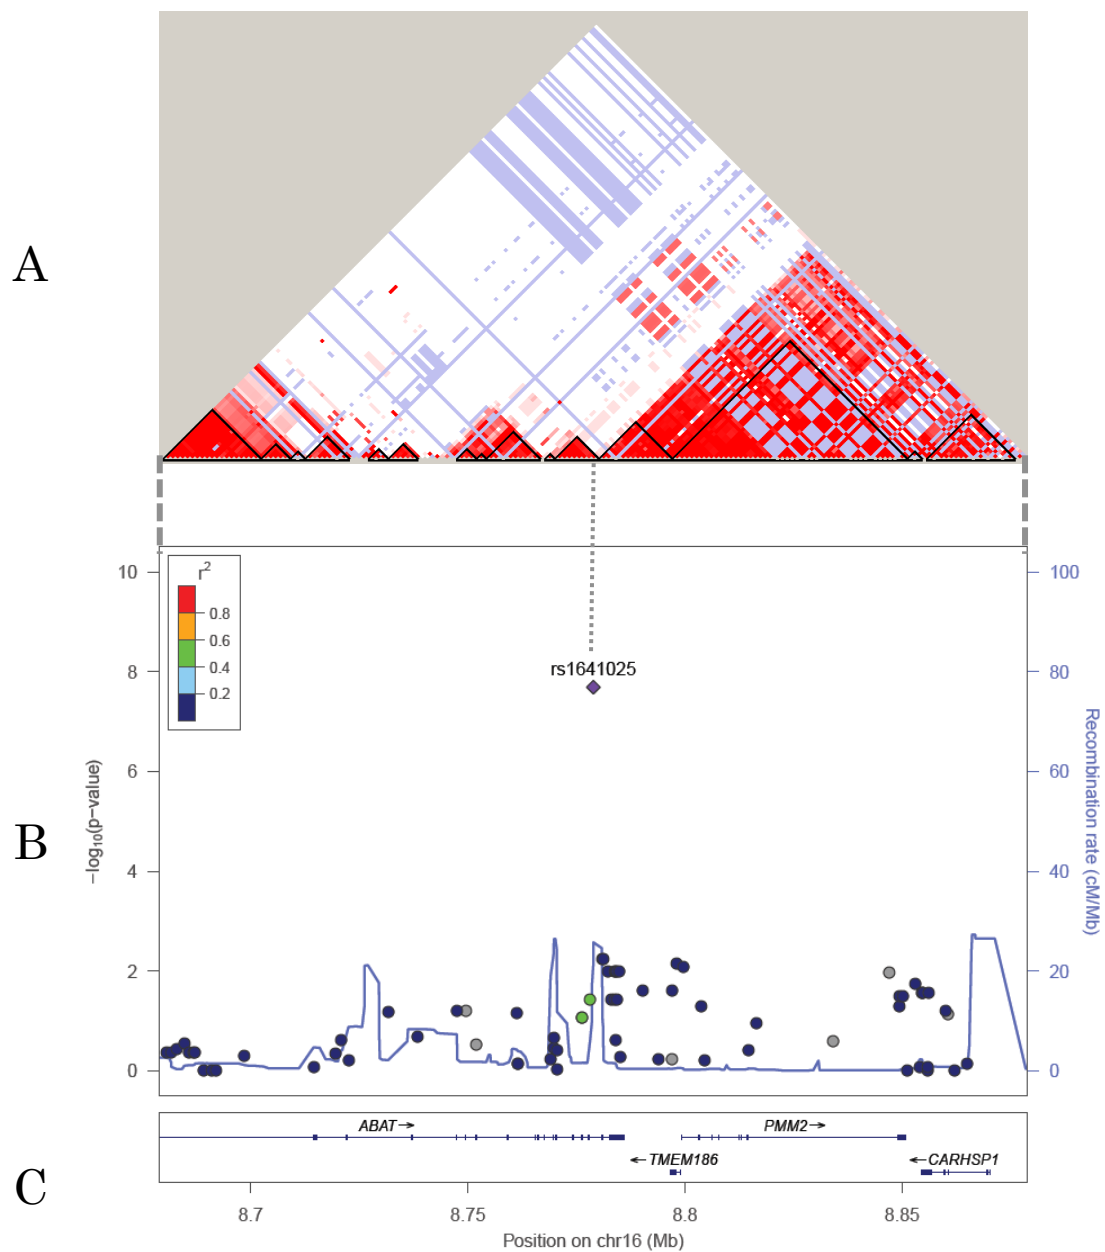 A
r2
0.8
0.6
0.4
0.2
rs1641025
10
8
6
4
2
0
−log10(p−value)
100
80
60
40
20
0
Recombination rate (cM/Mb)
B
ABAT→
PMM2→
←TMEM186
←CARHSP1
C
8.7 8.75 8.8 8.85
Position on chr16 (Mb)